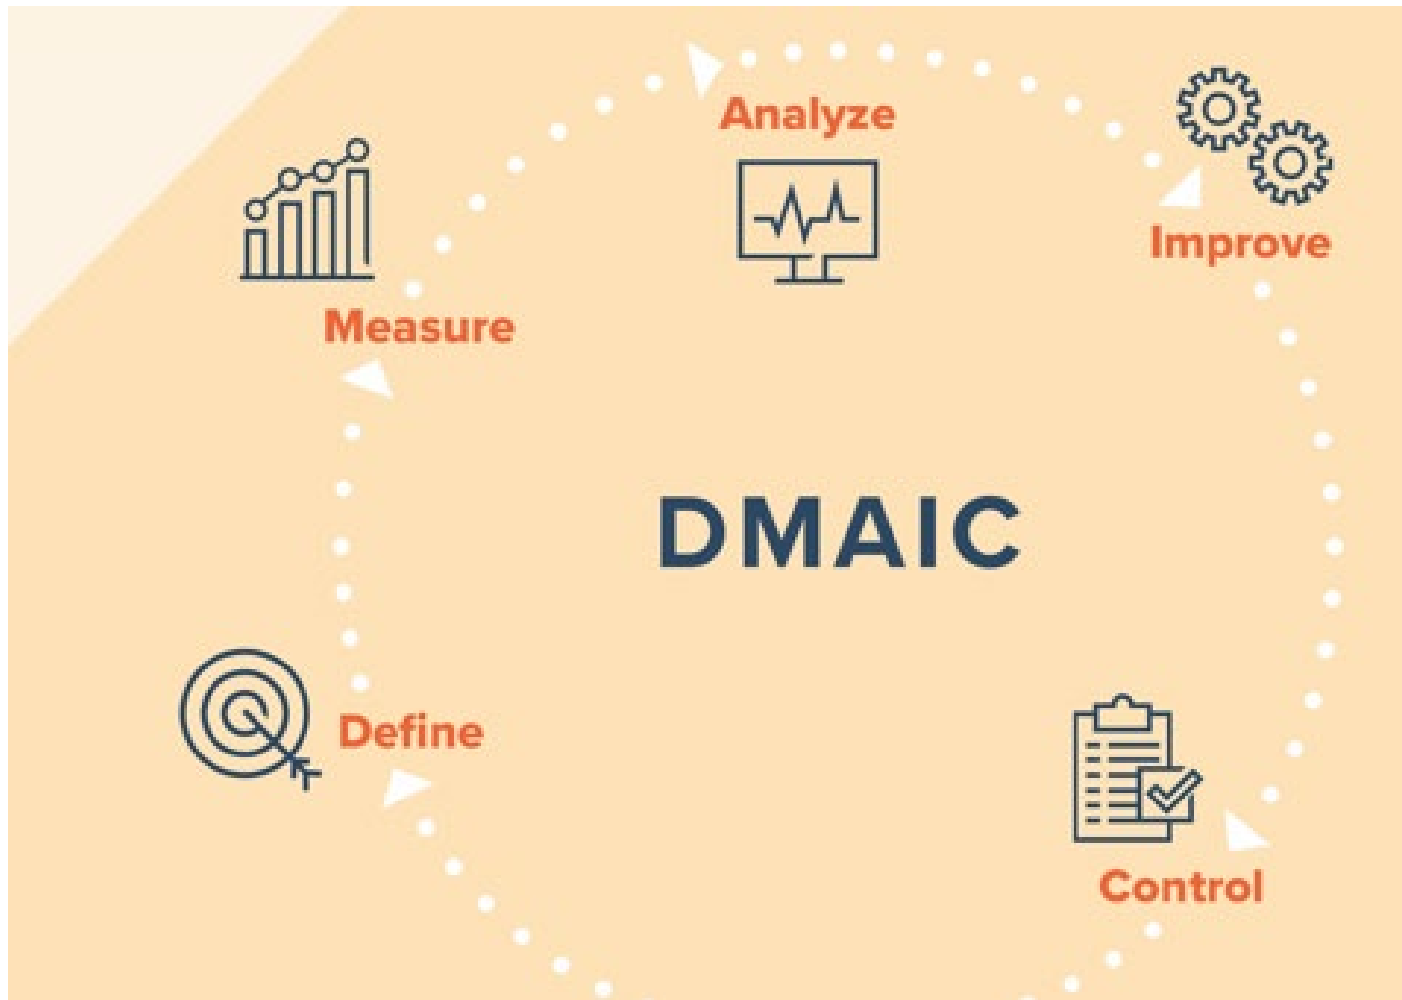 Analyze
Improve
Measure
DMAIC
Define
Control